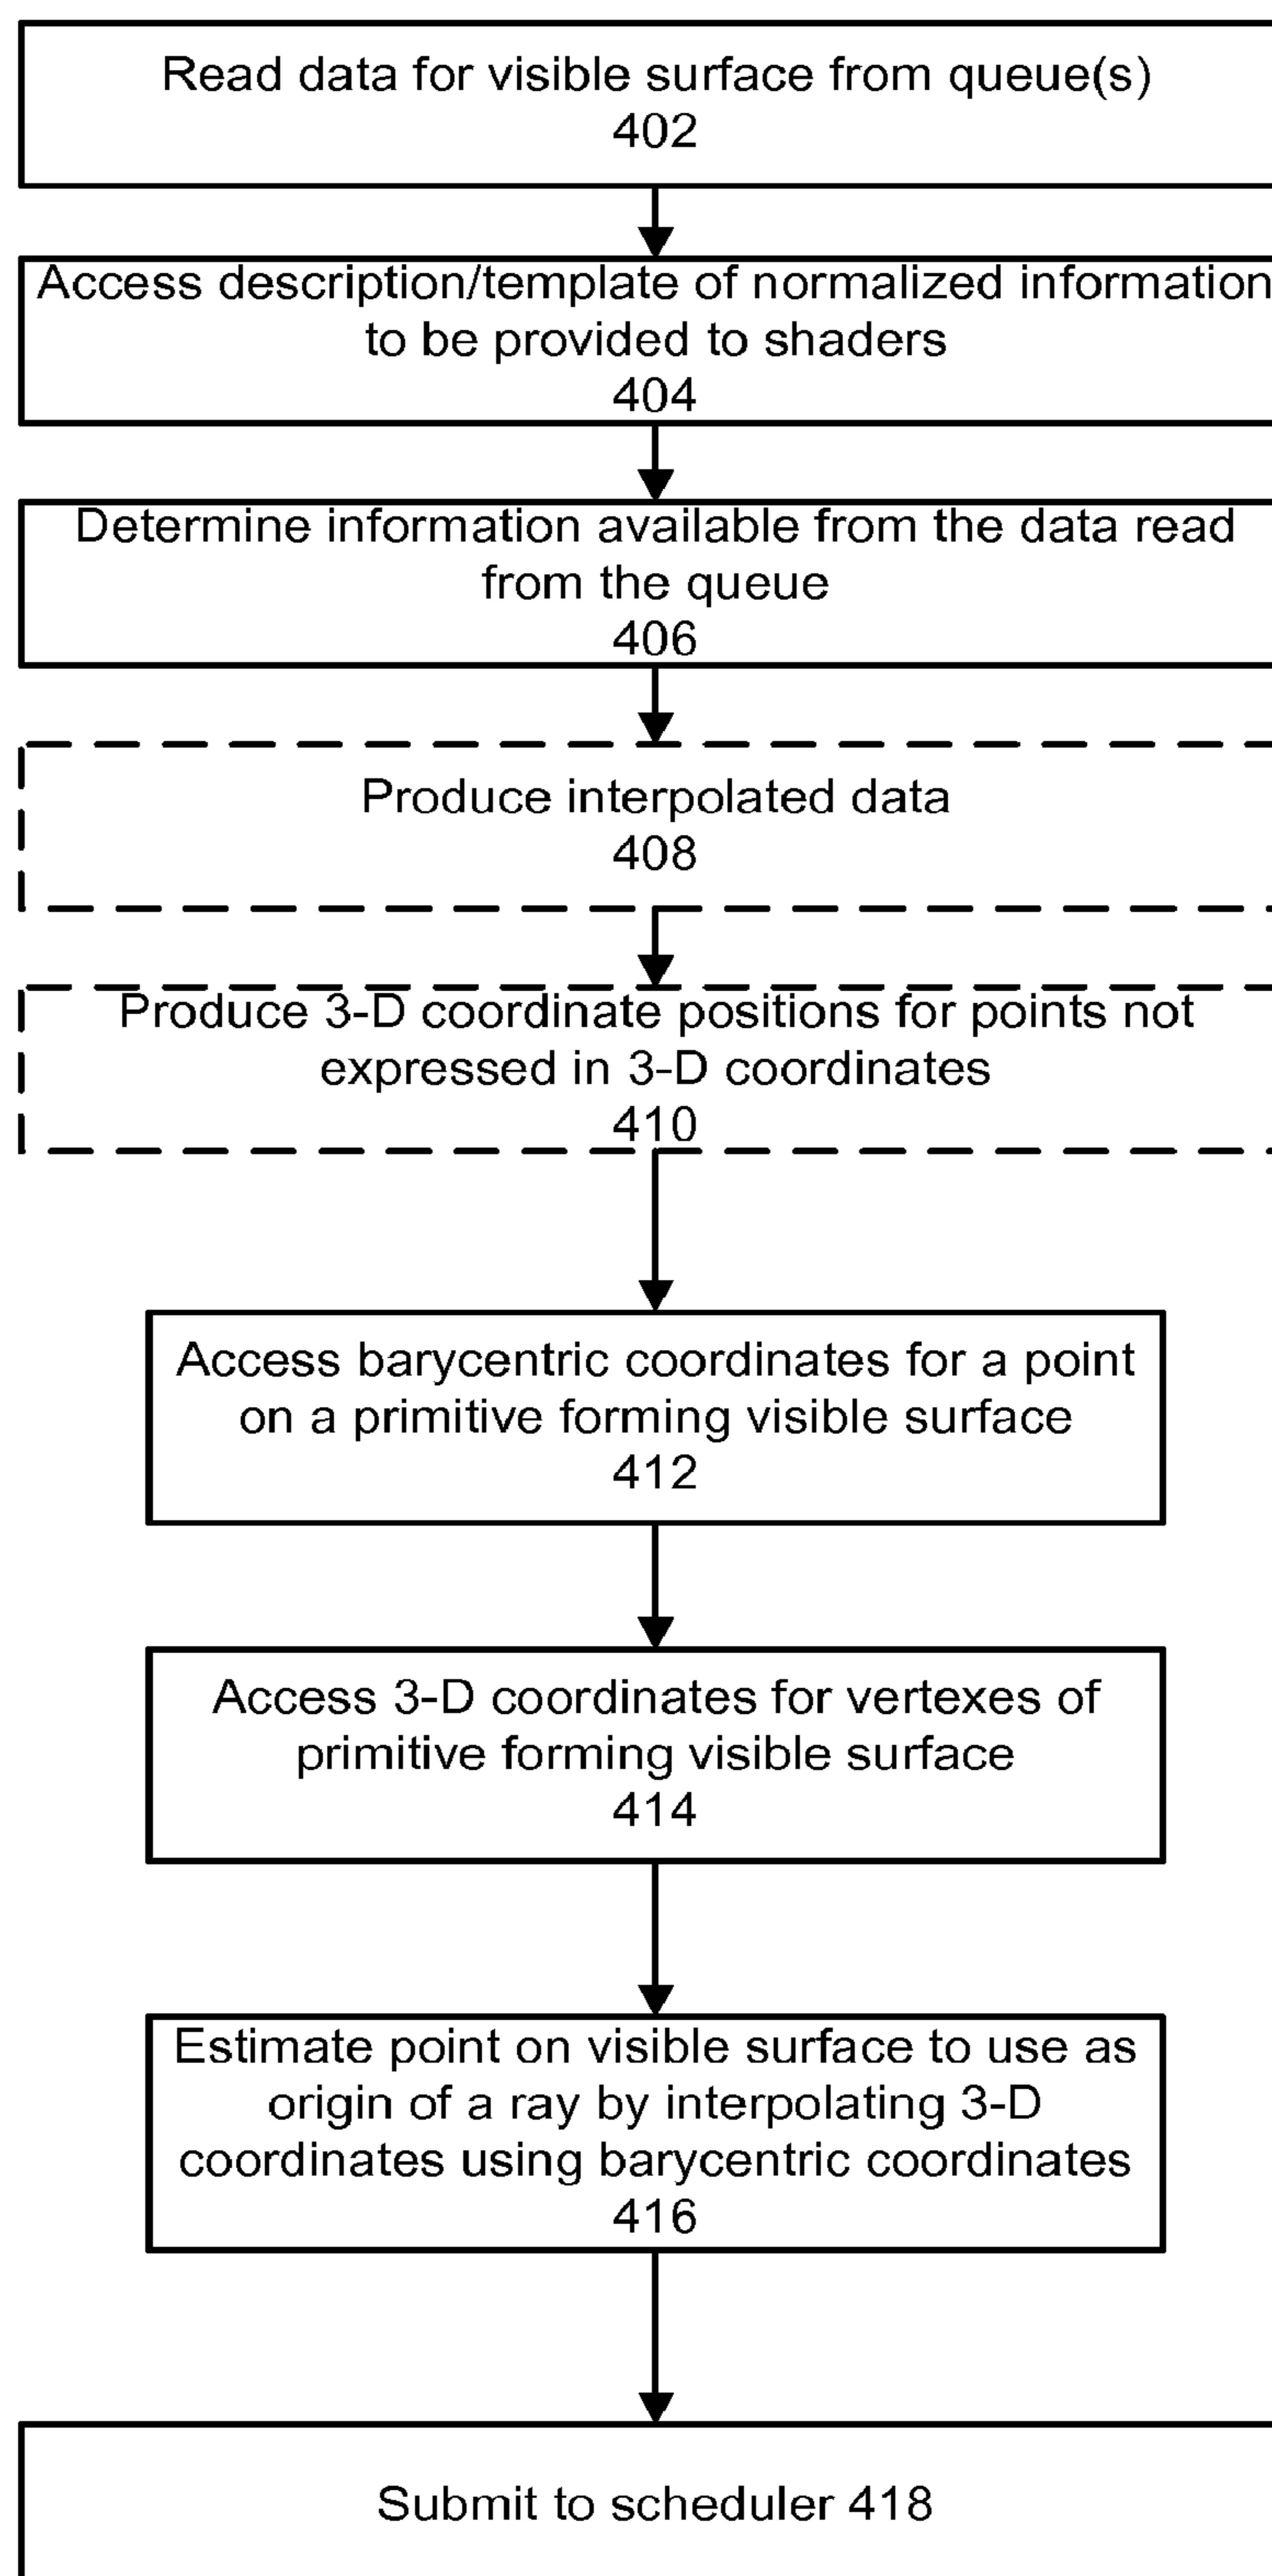 Read data for visible surface from queue(s)
402
Access description/template of normalized information
to be provided to shaders
404
Determine information available from the data read
from the queue
406
Produce interpolated data
408
Produce 3-D coordinate positions for points not
expressed in 3-D coordinates
410
Access barycentric coordinates for a point
on a primitive forming visible surface
412
Access 3-D coordinates for vertexes of
primitive forming visible surface
414
Estimate point on visible surface to use as
origin of a ray by interpolating 3-D
coordinates using barycentric coordinates
416
Submit to scheduler 418